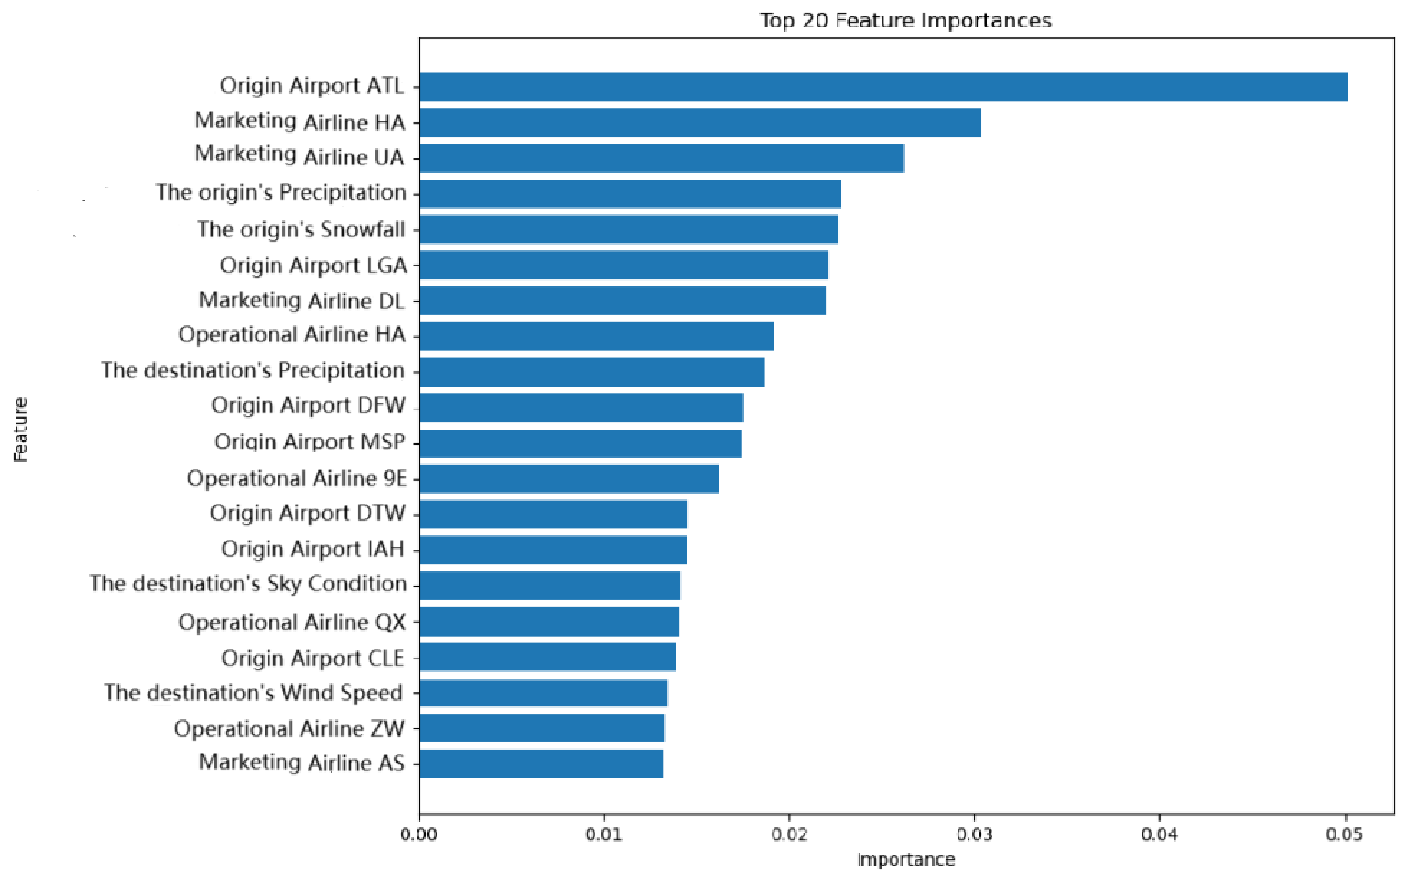 Top 20 Feature Importances
Origin Airport ATL
Marketing Airline HA
Marketing Airline UA
The origin's Precipitation
The origin's Snowfall
Origin Airport LGA
Marketing Airline DL
Operational Airline HA
The destination's Precipitation
Origin Airport DFW
Origin Airport MSP
Operational Airline 9E
Origin Airport DTW
Origin Airport IAH
The destination's Sky Condition
Operational Airline QX
Origin Airport CLE
The destination's Wind Speed
Operational Airline ZW
Marketing Airline AS
Feature
0.00 0.01 0.02 0.03 0.04 0.05
Importance